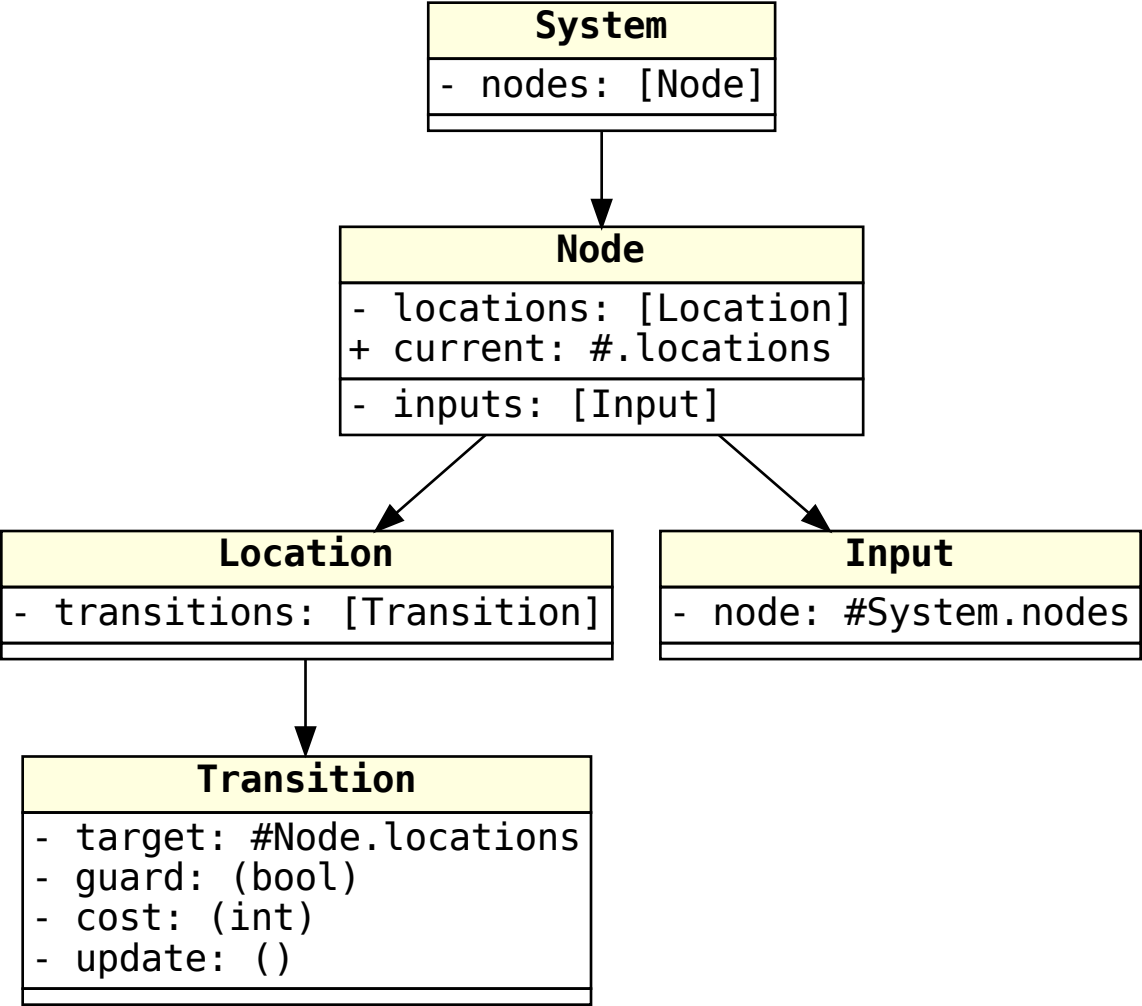 System
- nodes: [Node]
Node
- locations: [Location]
+ current: #.locations
- inputs: [Input]
Location
- transitions: [Transition]
Input
- node: #System.nodes
Transition
- target: #Node.locations
- guard: (bool)
- cost: (int)
- update: ()